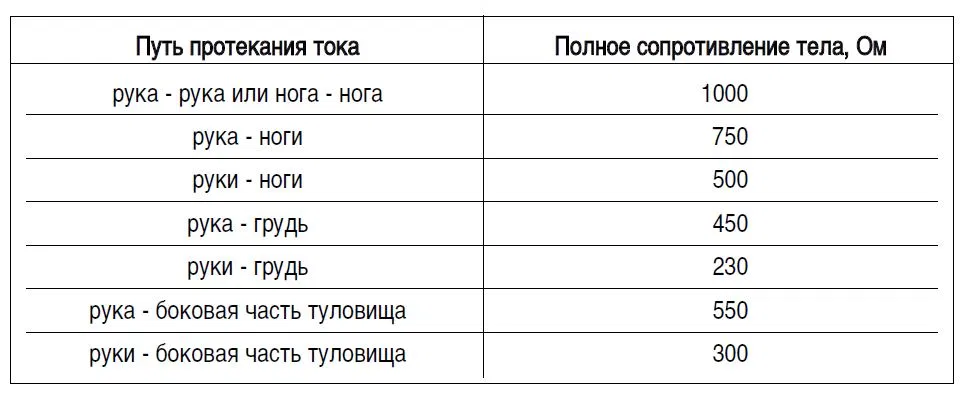 Путь протекания тока Полное сопротивление тела, Ом
рука - рука или нога - нога 1000
рука - ноги 750
руки - ноги 500
рука - грудь 450
руки - грудь 230
рука - боковая часть туловища 550
руки - боковая часть туловища 300